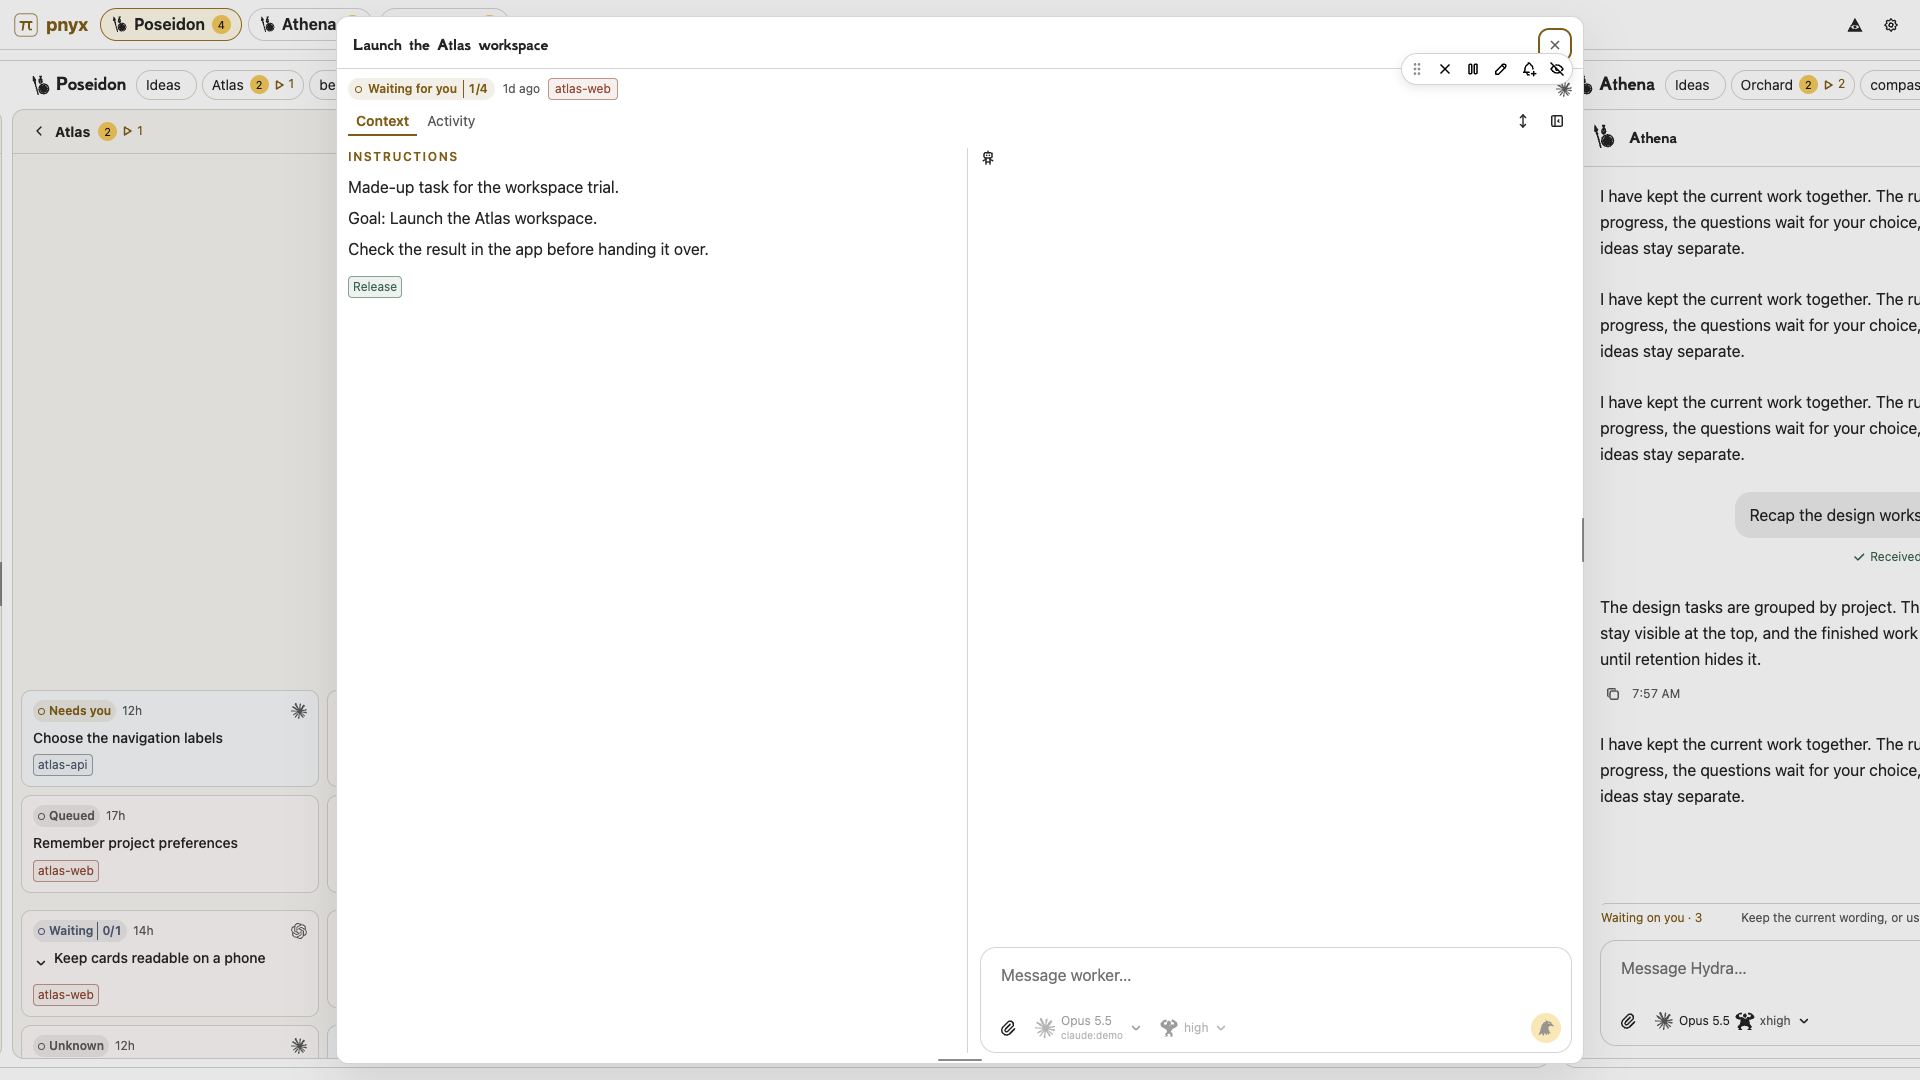 pnyx
Poseidon 4
Athena
Launch the Atlas workspace
Poseidon
Ideas
Atlas 2 1
be
Waiting for you 1/4 1d ago atlas-web
Athena
Ideas
Orchard 2 2
compas
Atlas 2 1
Context
Activity
Athena
INSTRUCTIONS
Made-up task for the workspace trial.
Goal: Launch the Atlas workspace.
Check the result in the app before handing it over.
Release
I have kept the current work together. The ru
progress, the questions wait for your choice,
ideas stay separate.
I have kept the current work together. The ru
progress, the questions wait for your choice,
ideas stay separate.
I have kept the current work together. The ru
progress, the questions wait for your choice,
ideas stay separate.
Recap the design works
Received
The design tasks are grouped by project. Th
stay visible at the top, and the finished work
until retention hides it.
7:57 AM
I have kept the current work together. The ru
progress, the questions wait for your choice,
ideas stay separate.
Needs you 12h
Choose the navigation labels
atlas-api
Queued 17h
Remember project preferences
atlas-web
Waiting 0/1 14h
Keep cards readable on a phone
atlas-web
Unknown 12h
Message worker...
Opus 5.5
claude:demo
high
Waiting on you · 3
Keep the current wording, or us
Message Hydra...
Opus 5.5
xhigh